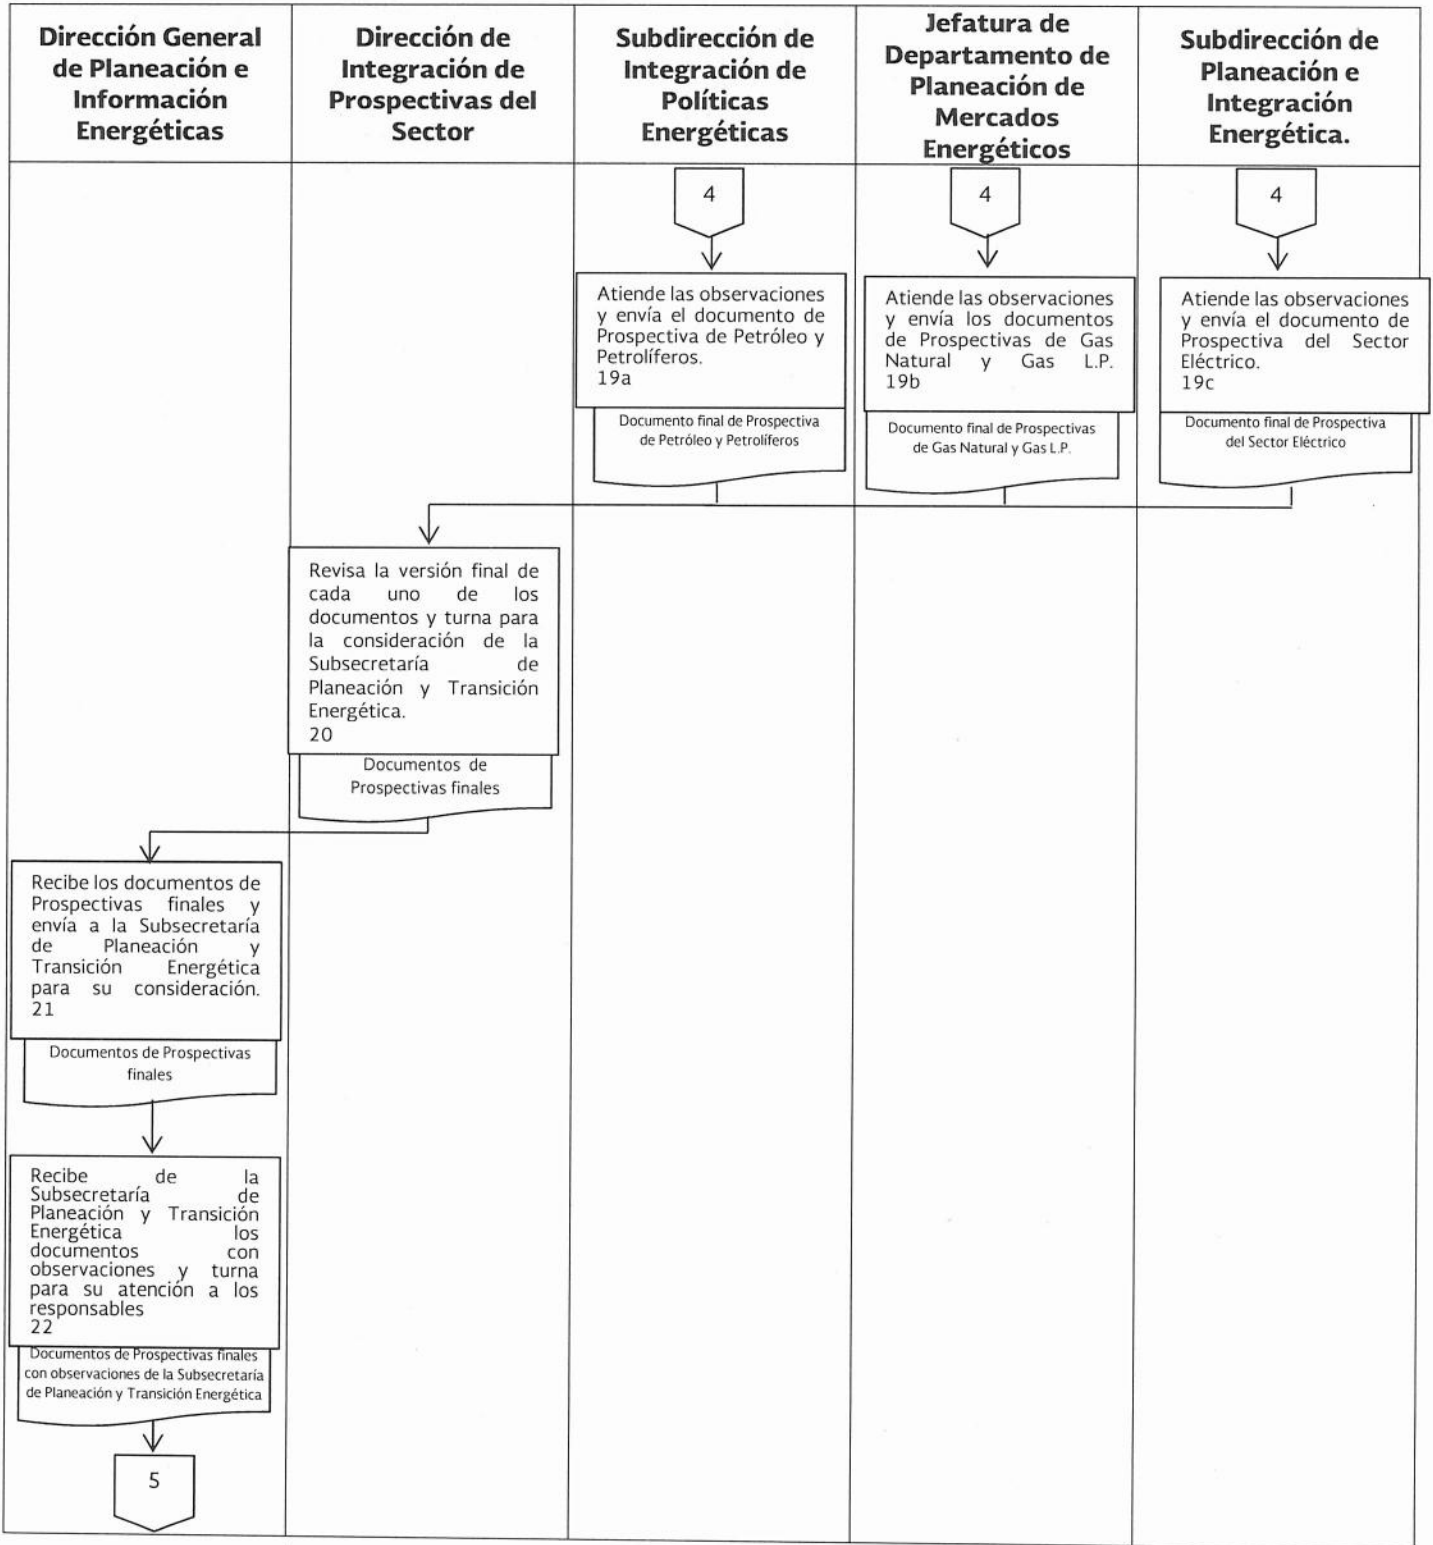 Dirección General
de Planeación e
Información
Energéticas
Dirección de
Integración de
Prospectivas del
Sector
Subdirección de
Integración de
Políticas
Energéticas
Jefatura de
Departamento de
Planeación de
Mercados
Energéticos
Subdirección de
Planeación e
Integración
Energética.
4
4
4
Atiende las observaciones
y envía el documento de
Prospectiva de Petróleo y
Petrolíferos.
19a
Documento final de Prospectiva
de Petróleo y Petrolíferos
Atiende las observaciones
y envía los documentos
de Prospectivas de Gas
Natural y Gas L.P.
19b
Documento final de Prospectivas
de Gas Natural y Gas L.P.
Atiende las observaciones
y envía el documento de
Prospectiva del Sector
Eléctrico.
19c
Documento final de Prospectiva
del Sector Eléctrico
Revisa la versión final de
cada uno de los
documentos y turna para
la consideración de la
Subsecretaría de
Planeación y Transición
Energética.
20
Documentos de
Prospectivas finales
Recibe los documentos de
Prospectivas finales y
envía a la Subsecretaría
de Planeación y
Transición Energética
para su consideración.
21
Documentos de Prospectivas
finales
Recibe de la
Subsecretaría de
Planeación y Transición
Energética los
documentos con
observaciones y turna
para su atención a los
responsables
22
Documentos de Prospectivas finales
con observaciones de la Subsecretaría
de Planeación y Transición Energética
5